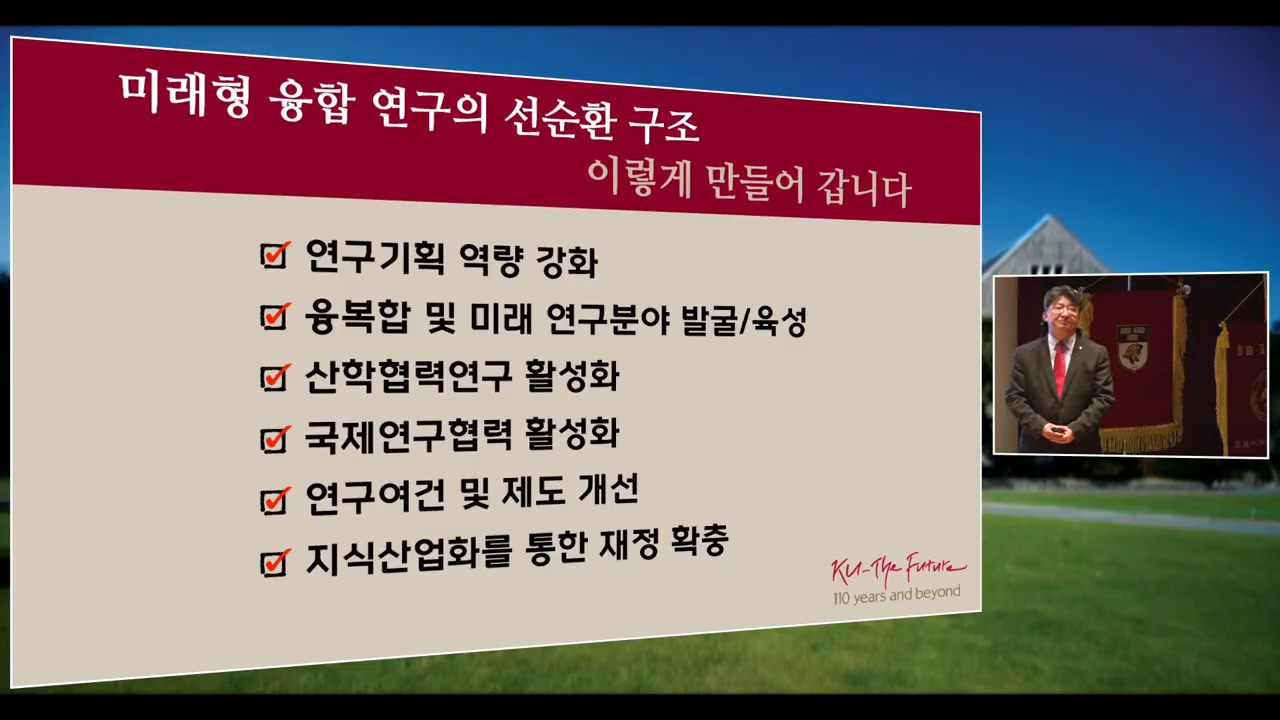 미래형 융합 연구의 선순환 구조
이렇게 만들어 갑니다
연구기획 역량 강화
융복합 및 미래 연구분야 발굴/육성
산학협력연구 활성화
국제연구협력 활성화
연구여건 및 제도 개선
지식산업화를 통한 재정 확충
KU-The Future
110 years and beyond